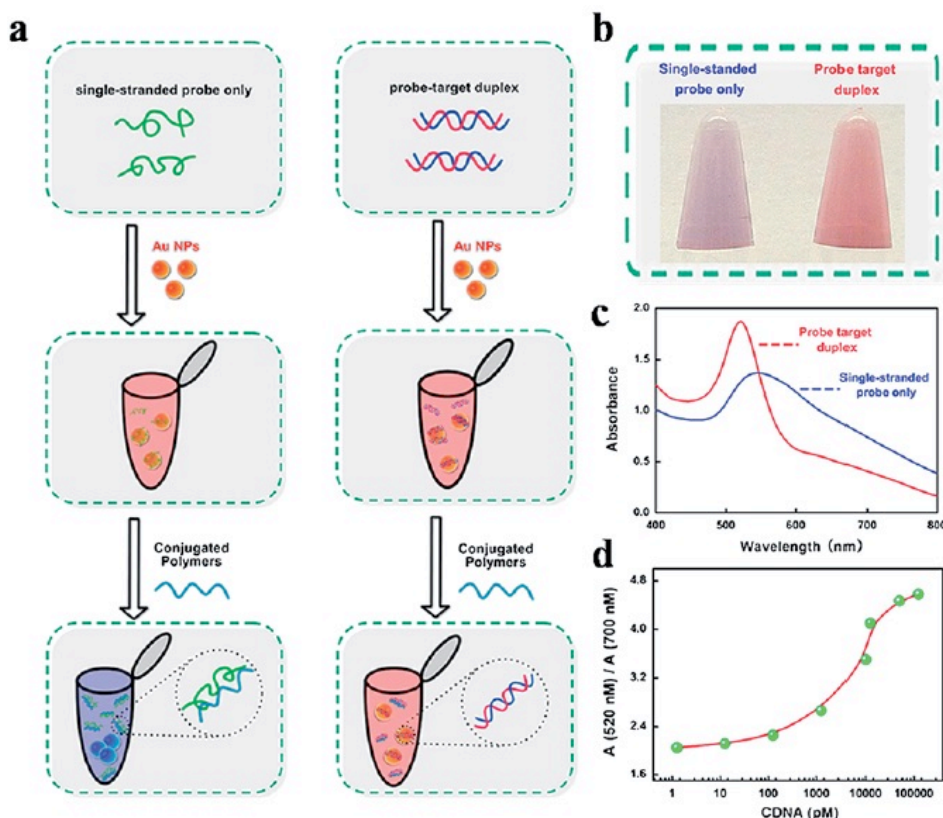 a
single-stranded probe only
probe-target duplex
Au NPs
Au NPs
Conjugated
Polymers
Conjugated
Polymers
b
Single-standed
probe only
Probe target
duplex
c
2.0
1.5
1.0
0.5
0.0
Absorbance
Probe target
duplex
Single-stranded
probe only
400 500 600 700 800
Wavelength (nm)
d
4.8
4.0
3.2
2.4
1.6
A (520 nM) / A (700 nM)
1 10 100 1000 10000 100000
CDNA (pM)